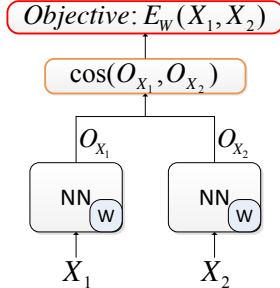 Objective: E_W(X_1, X_2)
cos(O_{X_1}, O_{X_2})
O_{X_1} O_{X_2}
NN NN
W W
X_1 X_2